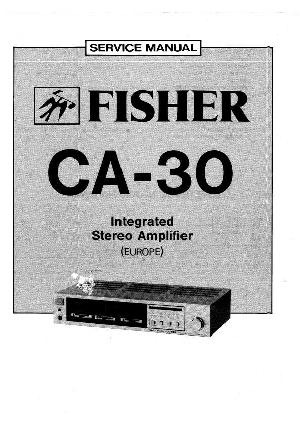 SERVICE MANUAL
FISHER
CA-30
Integrated
Stereo Amplifier
(EUROPE)